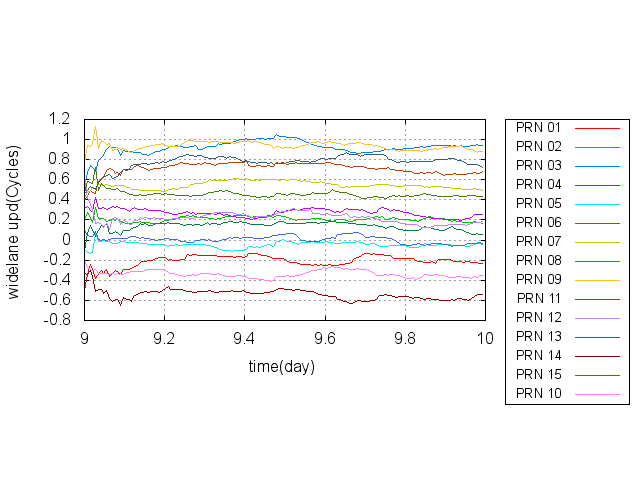 1.2
1
0.8
0.6
0.4
0.2
0
-0.2
-0.4
-0.6
-0.8
widelane upd(Cycles)
9 9.2 9.4 9.6 9.8 10
time(day)
PRN 01
PRN 02
PRN 03
PRN 04
PRN 05
PRN 06
PRN 07
PRN 08
PRN 09
PRN 11
PRN 12
PRN 13
PRN 14
PRN 15
PRN 10